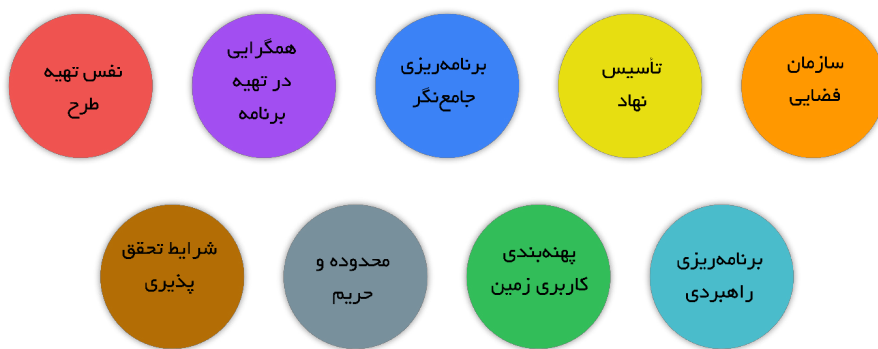 سازمان
فضایی
تأسیس
نهاد
برنامه‌ریزی
جامع‌نگر
همگرایی
در تهیه
برنامه
نفس تهیه
طرح
برنامه‌ریزی
راهبردی
پهنه‌بندی
کاربری زمین
محدوده و
حریم
شرایط تحقق
پذیری